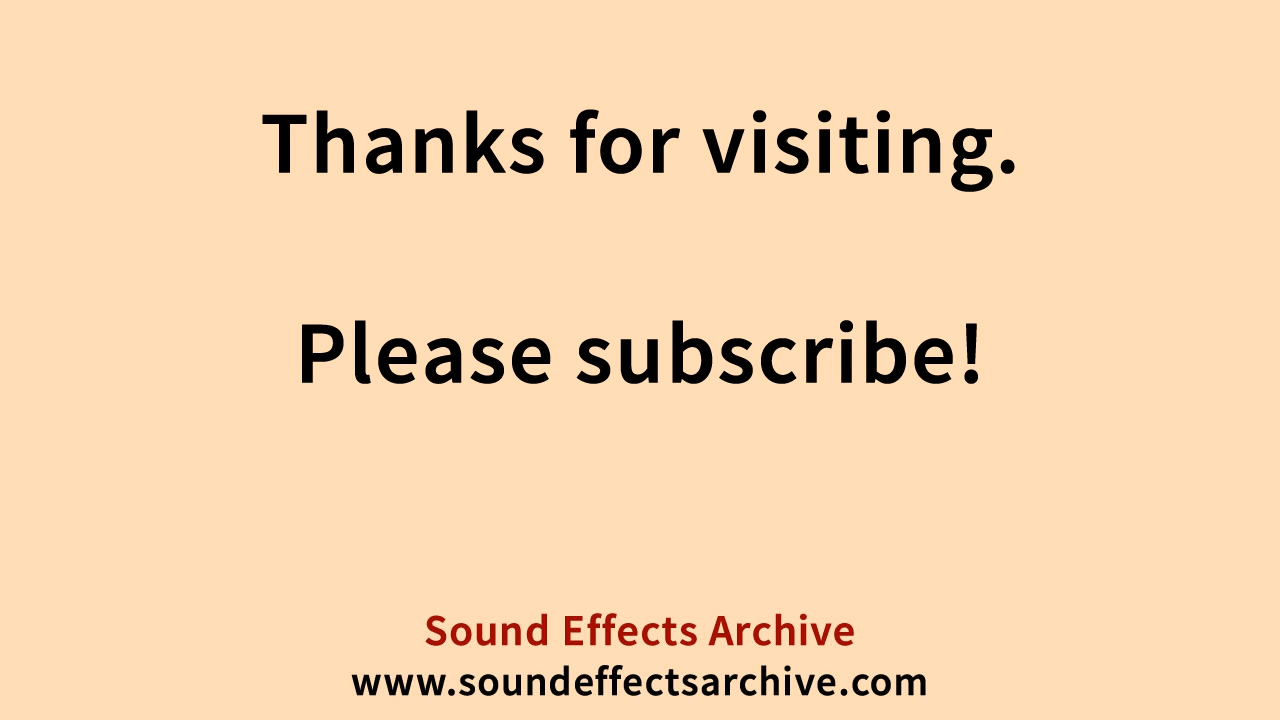 Thanks for visiting.
Please subscribe!
Sound Effects Archive
www.soundeffectsarchive.com